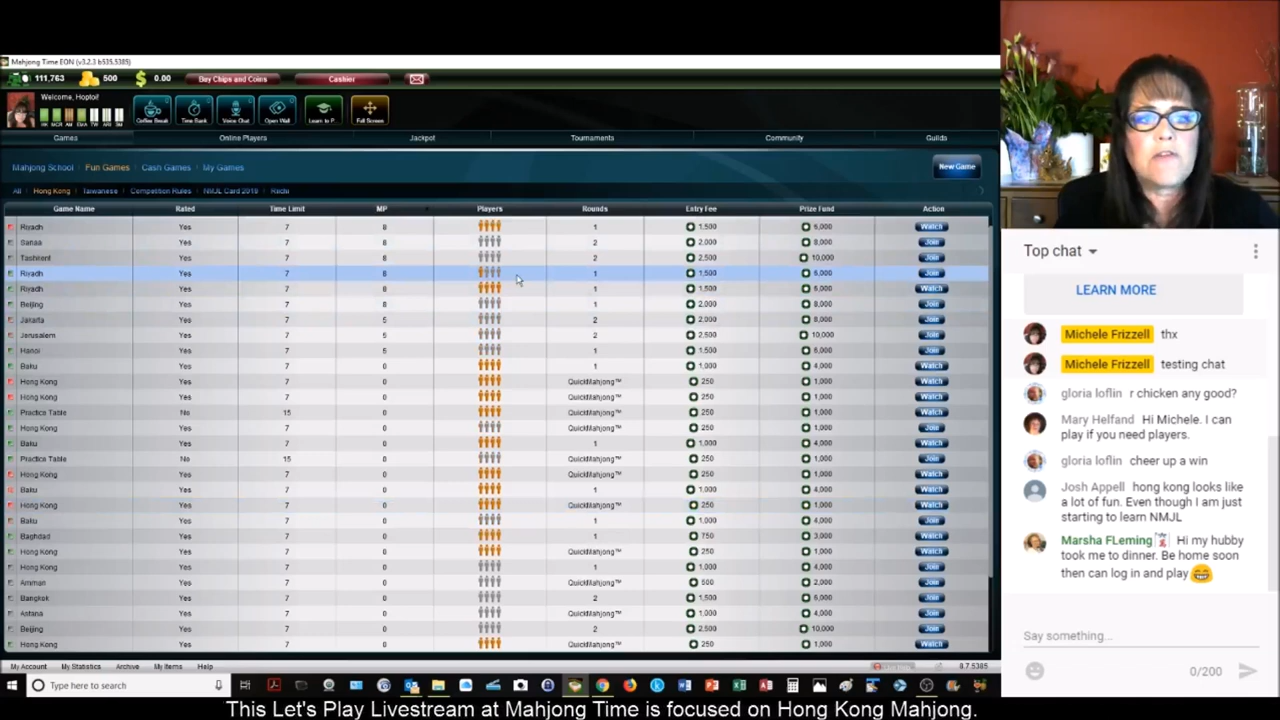 Mahjong Time EON (v3.2.3 b535.5385)
111,763 500 $ 0.00 Buy Chips and Coins Cashier
Welcome, Hoptoi!
Coffee Break Time Bank Voice Chat Open Wall Learn to P... Full Screen
Games Online Players Jackpot Tournaments Community Guilds
Mahjong School Fun Games Cash Games My Games New Game
All Hong Kong Taiwanese Competition Rules NMJL Card 2019 Riichi
Game Name Rated Time Limit MP Players Rounds Entry Fee Prize Fund Action
Riyadh Yes 7 8 1 1,500 6,000 Watch
Sanaa Yes 7 8 2 2,000 8,000 Join
Tashkent Yes 7 8 2 2,500 10,000 Join
Riyadh Yes 7 8 1 1,500 6,000 Join
Riyadh Yes 7 8 1 1,500 6,000 Watch
Beijing Yes 7 8 1 2,000 8,000 Join
Jakarta Yes 7 5 2 2,000 8,000 Join
Jerusalem Yes 7 5 2 2,500 10,000 Join
Hanoi Yes 7 5 1 1,500 6,000 Join
Baku Yes 7 0 1 1,000 4,000 Watch
Hong Kong Yes 7 0 QuickMahjong™ 250 1,000 Watch
Hong Kong Yes 7 0 QuickMahjong™ 250 1,000 Watch
Practice Table No 15 0 QuickMahjong™ 250 1,000 Watch
Hong Kong Yes 7 0 QuickMahjong™ 250 1,000 Join
Baku Yes 7 0 1 1,000 4,000 Watch
Practice Table No 15 0 QuickMahjong™ 250 1,000 Join
Hong Kong Yes 7 0 QuickMahjong™ 250 1,000 Watch
Baku Yes 7 0 1 1,000 4,000 Watch
Hong Kong Yes 7 0 QuickMahjong™ 250 1,000 Watch
Baku Yes 7 0 1 1,000 4,000 Join
Baghdad Yes 7 0 1 750 3,000 Watch
Hong Kong Yes 7 0 QuickMahjong™ 250 1,000 Watch
Hong Kong Yes 7 0 1 1,000 4,000 Join
Amman Yes 7 0 QuickMahjong™ 500 2,000 Join
Bangkok Yes 7 0 2 1,500 6,000 Join
Astana Yes 7 0 QuickMahjong™ 1,000 4,000 Join
Beijing Yes 7 0 2 2,500 10,000 Join
Hong Kong Yes 7 0 QuickMahjong™ 250 1,000 Watch
My Account My Statistics Archive My Items Help 9.7.5385
Type here to search
This Let's Play Livestream at Mahjong Time is focused on Hong Kong Mahjong.
Top chat
LEARN MORE
Michele Frizzell thx
Michele Frizzell testing chat
gloria loflin r chicken any good?
Mary Helfand Hi Michele. I can
play if you need players.
gloria loflin cheer up a win
Josh Appell hong kong looks like
a lot of fun. Even though I am just
starting to learn NMJL
Marsha FLeming Hi my hubby
took me to dinner. Be home soon
then can log in and play
Say something...
0/200